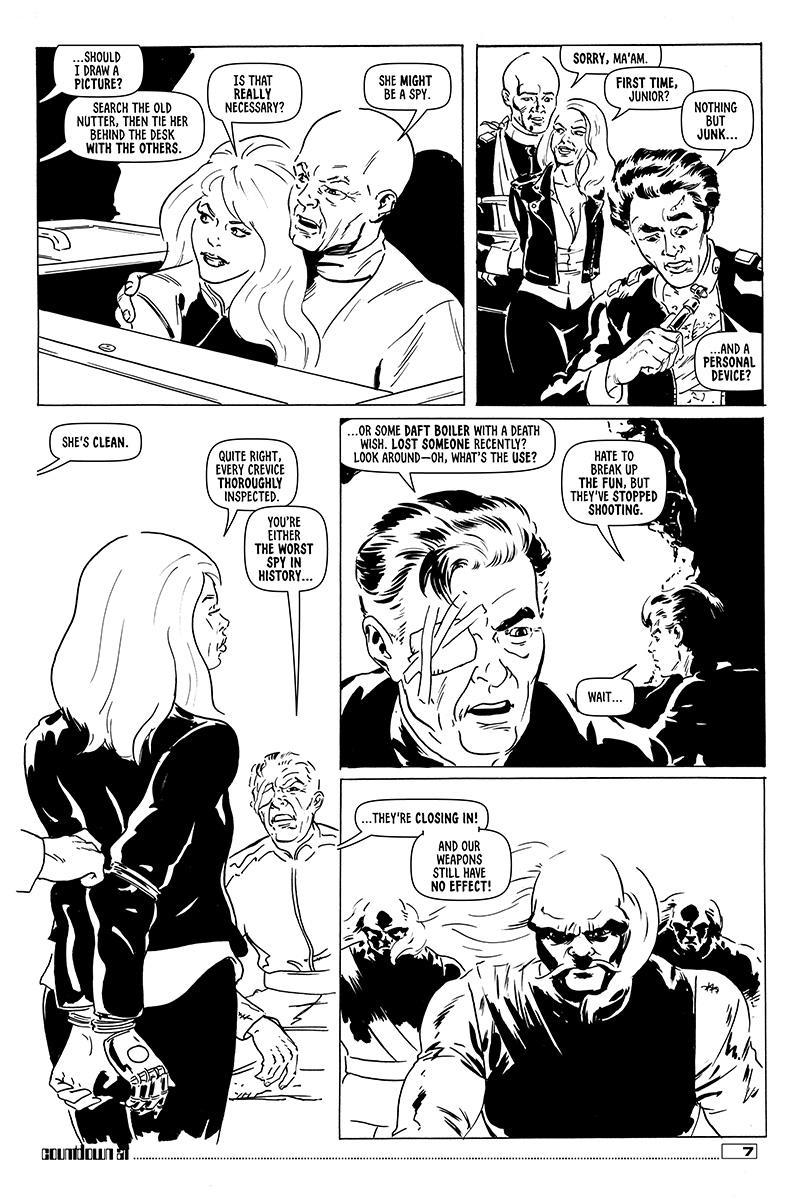 ...SHOULD
I DRAW A
PICTURE?
SEARCH THE OLD
NUTTER, THEN TIE HER
BEHIND THE DESK
WITH THE OTHERS.
IS THAT
REALLY
NECESSARY?
SHE MIGHT
BE A SPY.
SORRY, MA'AM.
FIRST TIME,
JUNIOR?
NOTHING
BUT
JUNK...
...AND A
PERSONAL
DEVICE?
SHE'S CLEAN.
QUITE RIGHT,
EVERY CREVICE
THOROUGHLY
INSPECTED.
YOU'RE
EITHER
THE WORST
SPY IN
HISTORY...
...OR SOME DAFT BOILER WITH A DEATH
WISH. LOST SOMEONE RECENTLY?
LOOK AROUND—OH, WHAT'S THE USE?
HATE TO
BREAK UP
THE FUN, BUT
THEY'VE STOPPED
SHOOTING.
WAIT...
...THEY'RE CLOSING IN!
AND OUR
WEAPONS
STILL HAVE
NO EFFECT!
7